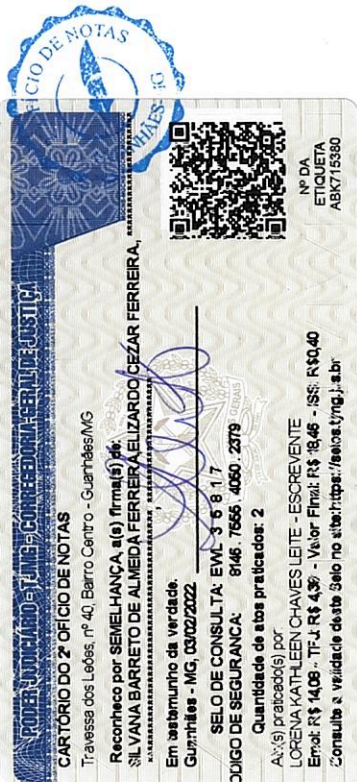 OFÍCIO DE NOTAS
PODER JUDICIÁRIO - TJMG - CORREGEDORIA-GERAL DE JUSTIÇA
CARTÓRIO DO 2º OFÍCIO DE NOTAS
Travessa dos Leões, nº 40, Bairro Centro - Guanhães/MG
Reconheço por SEMELHANÇA, a(s) firma(s) de:
SILVANA BARRETO DE ALMEIDA FERREIRA,ELIZARDO CEZAR FERREIRA,
Em testemunho da verdade.
Guanhães - MG, 03/02/2022
SELO DE CONSULTA: EWL 3 5 8 1 7
CÓDIGO DE SEGURANÇA: 8146. 7565 4050 2379
Quantidade de atos praticados: 2
Ato(s) praticado(s) por
LORENA KATHLEEN CHAVES LEITE - ESCREVENTE
Emol: R$ 14,08 - TFJ: R$ 4,38 - Valor Final: R$ 18,46 - ISS: R$0,40
Consulte a validade deste Selo no site:https://selos.tjmg.jus.br
Nº DA
ETIQUETA
ABK715380